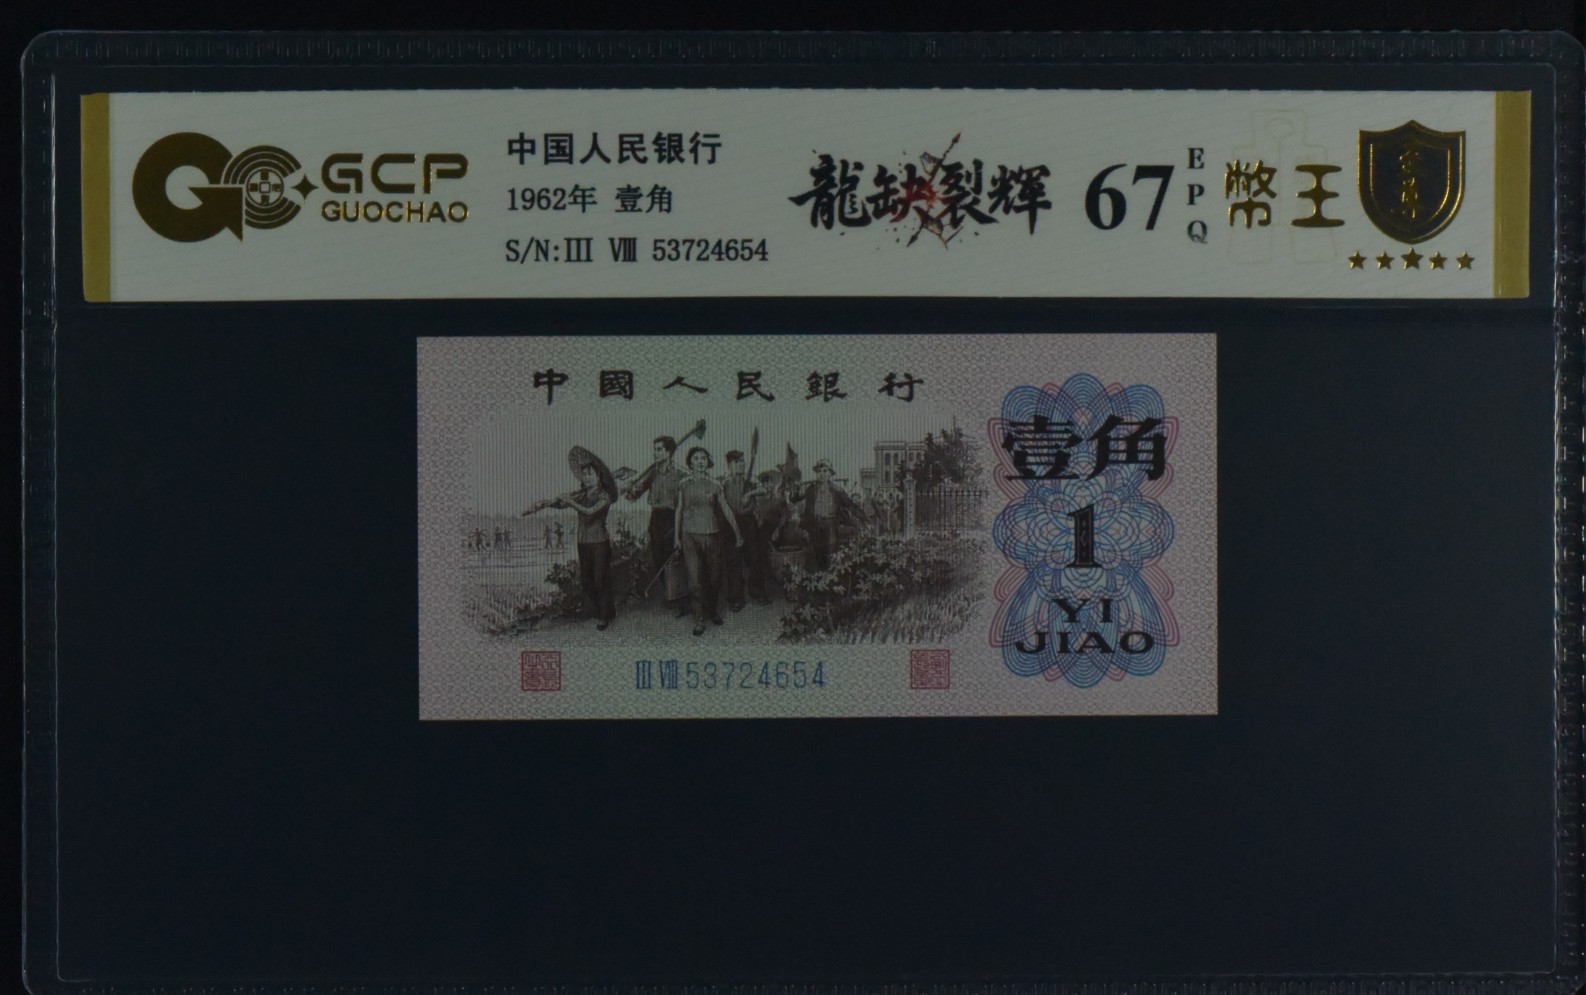 GCP
GUOCHAO
中国人民银行
1962年 壹角
S/N:III VIII 53724654
龍缺裂輝
67
EPQ
幣王
中國人民銀行
壹角
1
YI
JIAO
III VIII 53724654